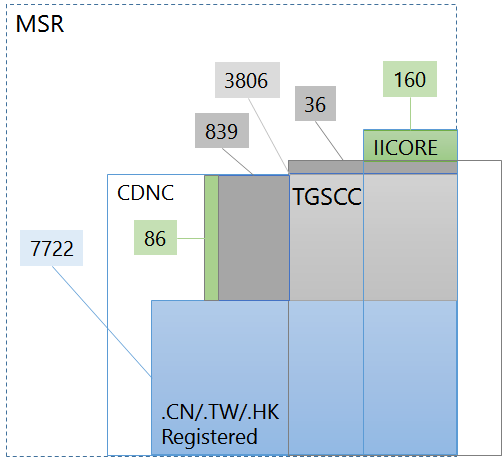 MSR
3806
160
36
839
IICORE
CDNC
TGSCC
86
7722
.CN/.TW/.HK
Registered